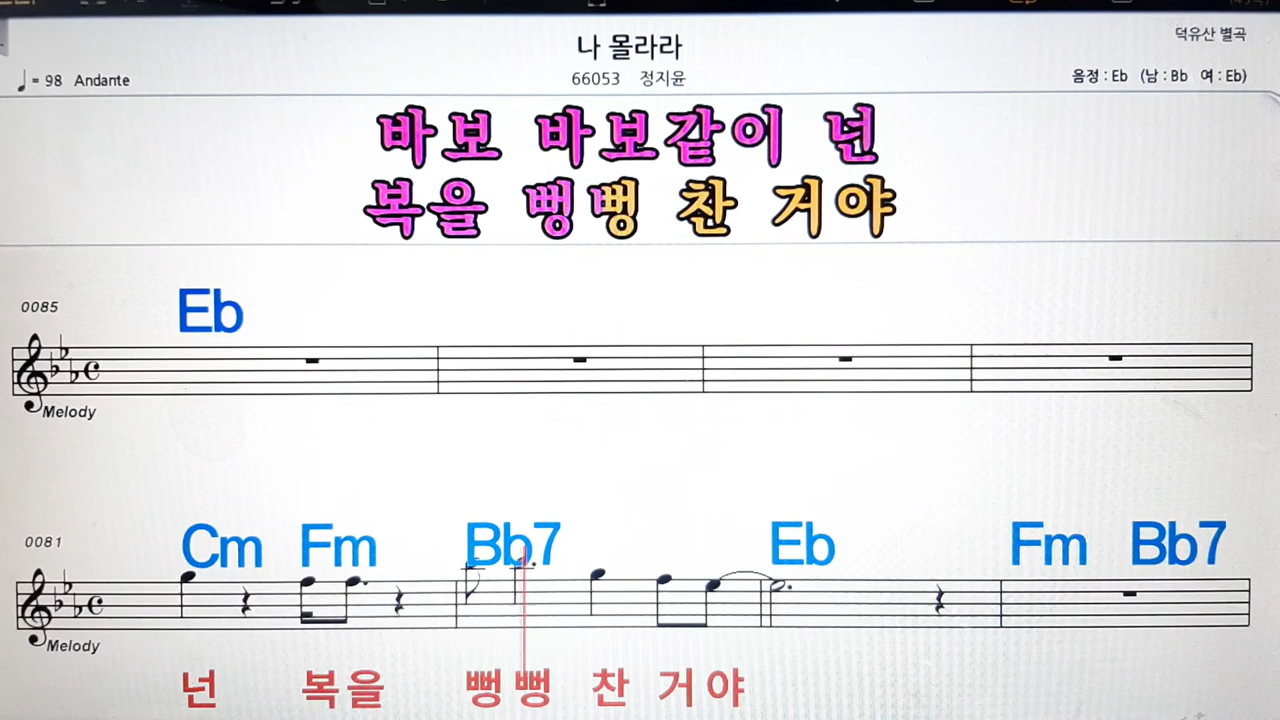 나 몰라라
덕유산 별곡
♩= 98 Andante
66053 정지윤
음정 : Eb (남 : Bb 여 : Eb)
바보 바보같이 넌
복을 뻥뻥 찬 거야
0085
Eb
Melody
0081
Cm Fm Bb7 Eb Fm Bb7
Melody
넌 복을 뻥뻥 찬 거야